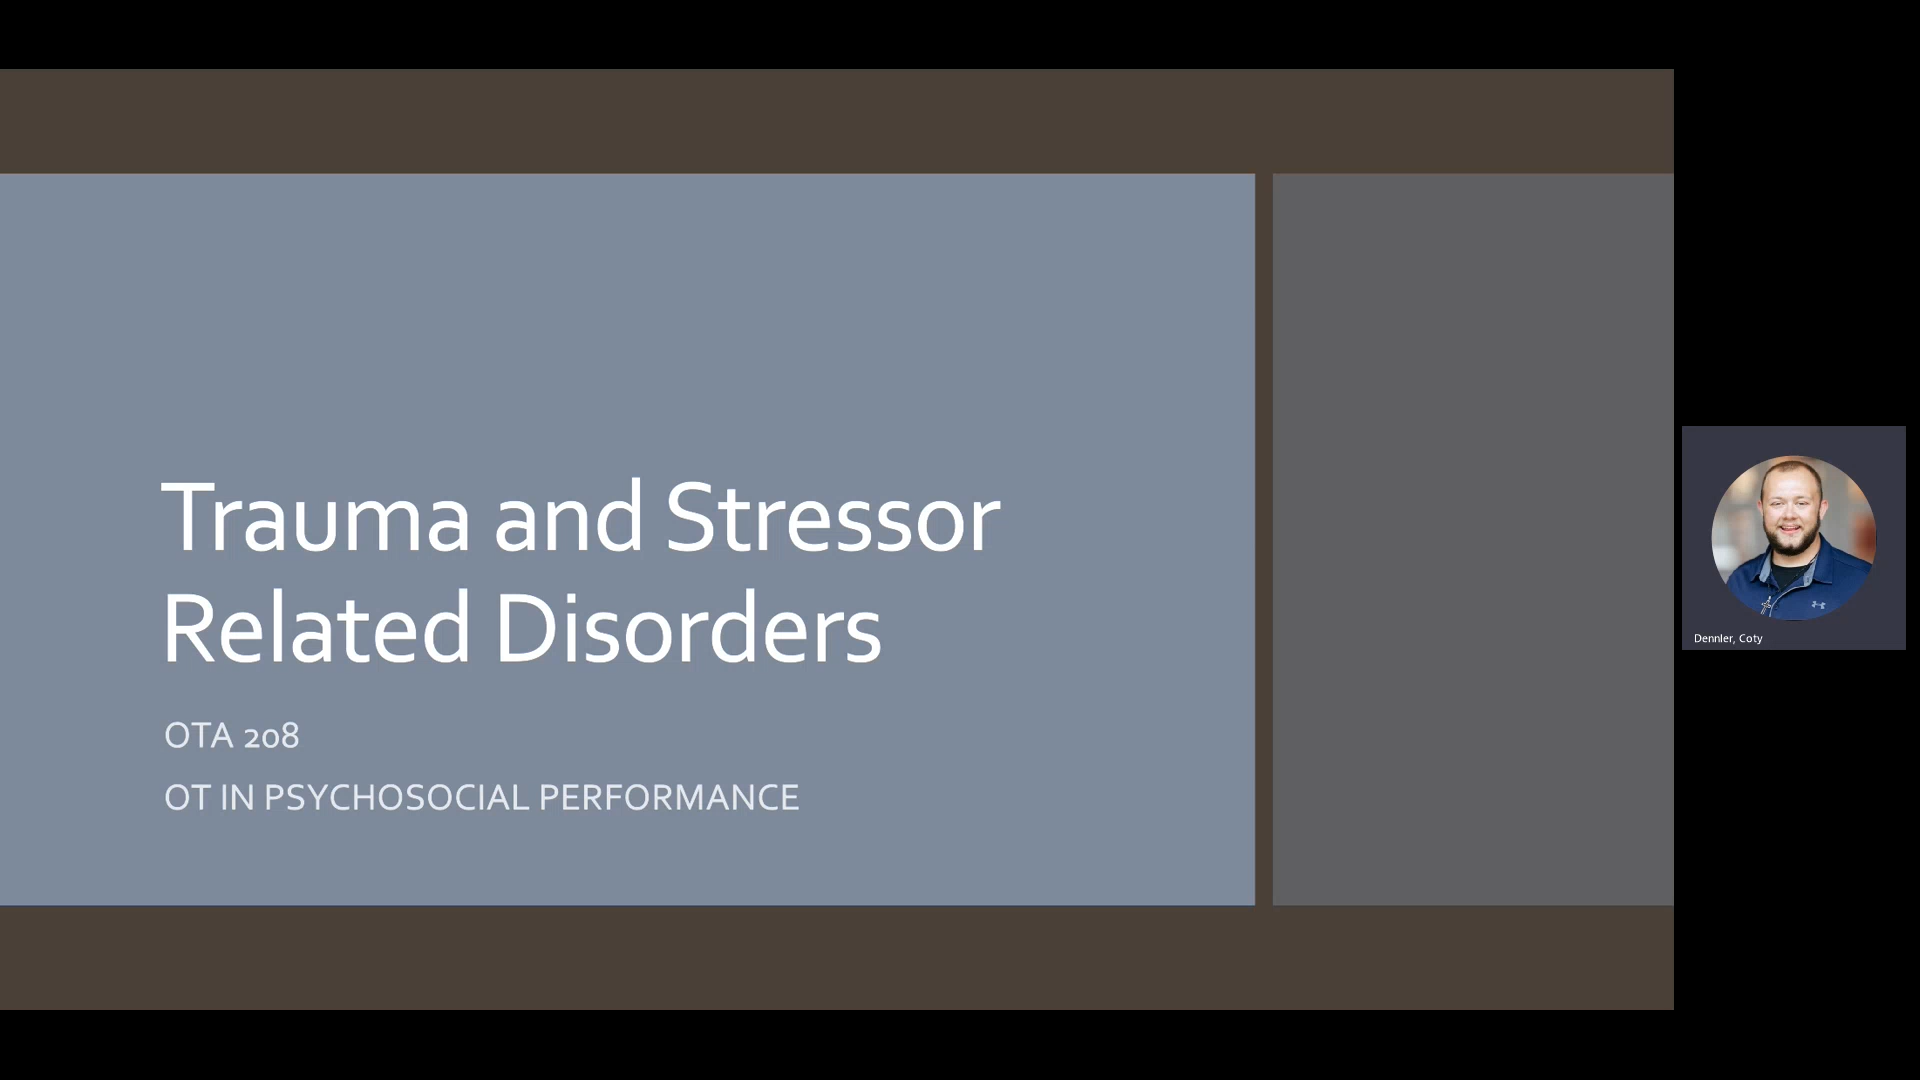 Trauma and Stressor
Related Disorders
OTA 208
OT IN PSYCHOSOCIAL PERFORMANCE
Dennler, Coty